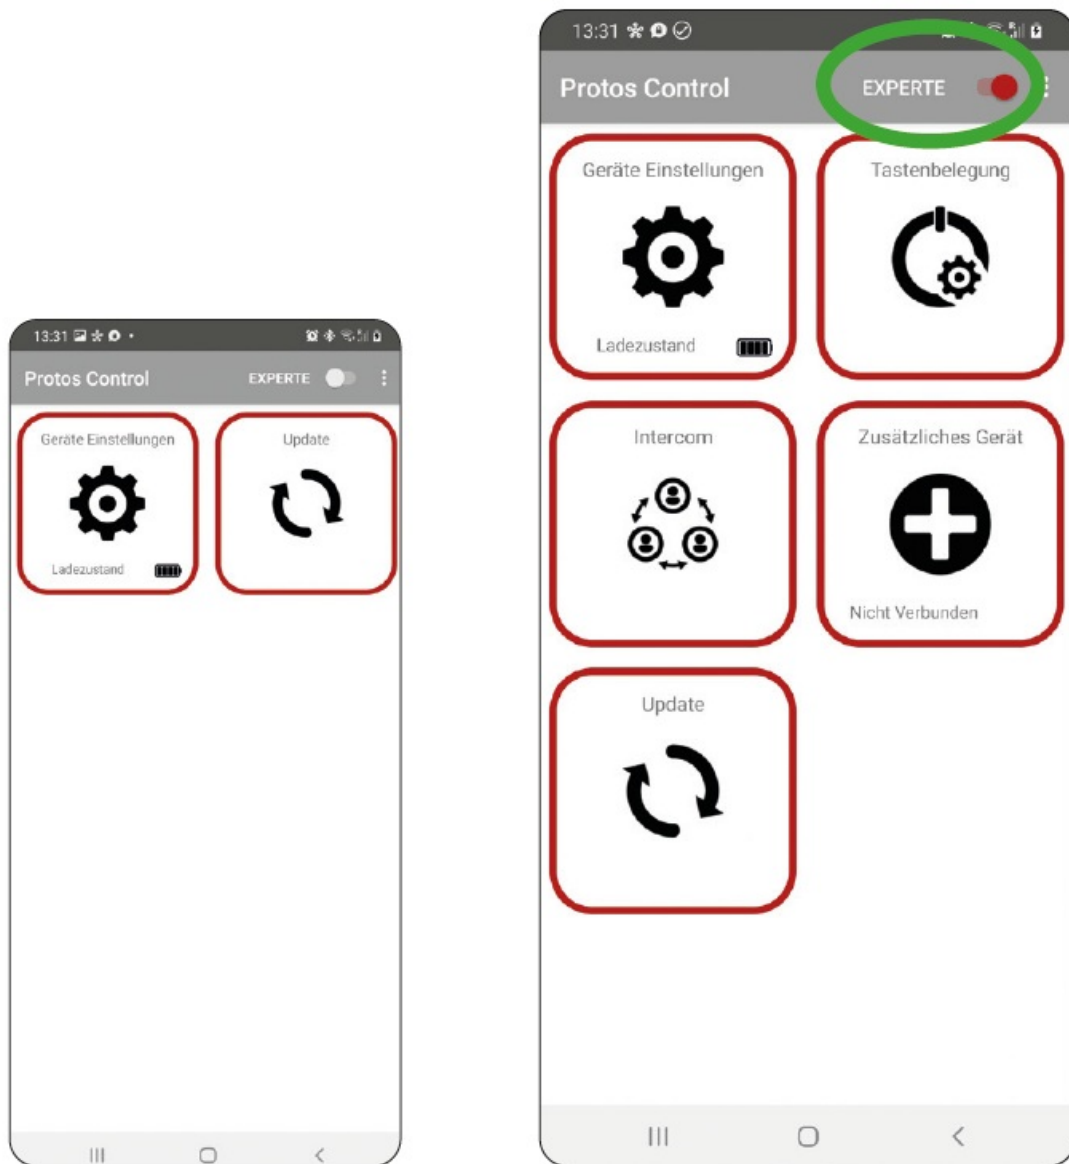 13:31
Protos Control EXPERTE
Geräte Einstellungen Update
Ladezustand
13:31
Protos Control EXPERTE
Geräte Einstellungen Tastenbelegung
Ladezustand
Intercom Zusätzliches Gerät
Nicht Verbunden
Update